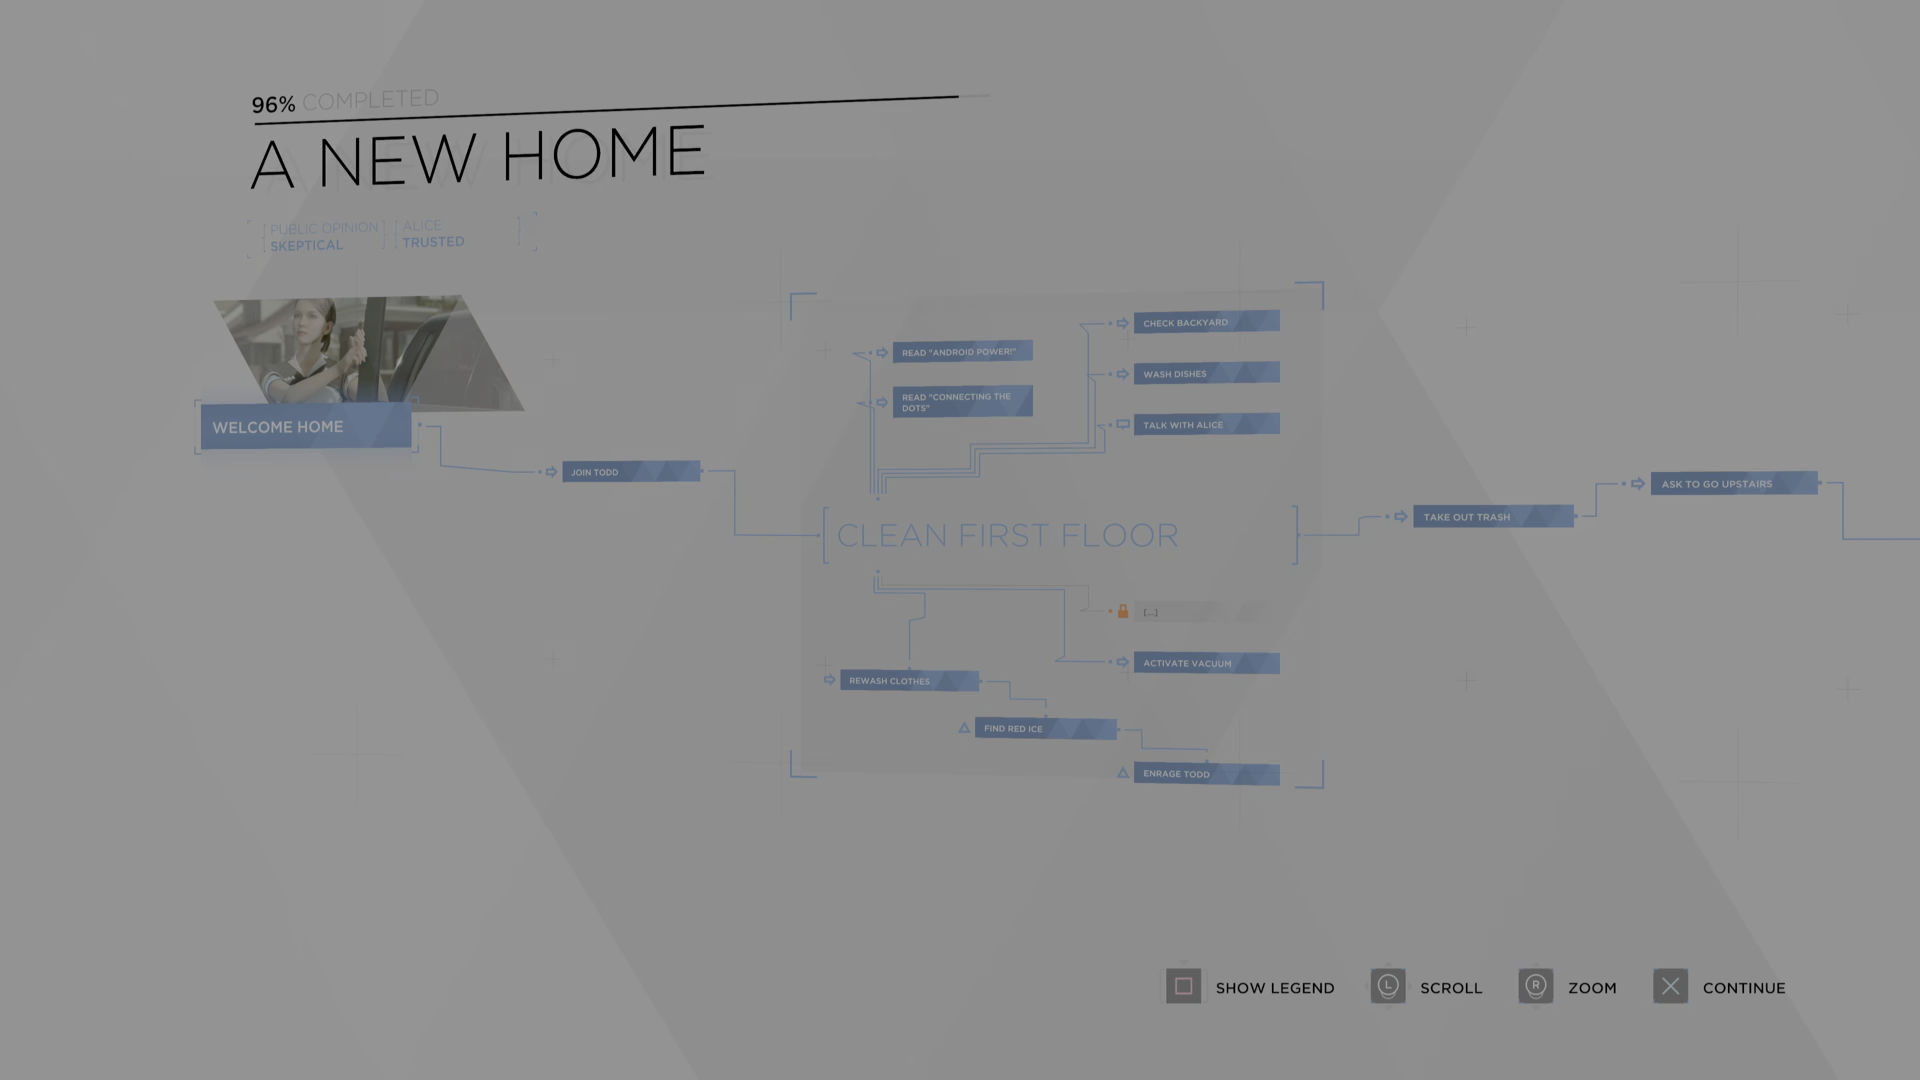 96% COMPLETED
A NEW HOME
PUBLIC OPINION
SKEPTICAL
ALICE
TRUSTED
WELCOME HOME
JOIN TODD
READ "ANDROID POWER!"
READ "CONNECTING THE
DOTS"
CHECK BACKYARD
WASH DISHES
TALK WITH ALICE
CLEAN FIRST FLOOR
[...]
ACTIVATE VACUUM
REWASH CLOTHES
FIND RED ICE
ENRAGE TODD
TAKE OUT TRASH
ASK TO GO UPSTAIRS
SHOW LEGEND
L
SCROLL
R
ZOOM
CONTINUE